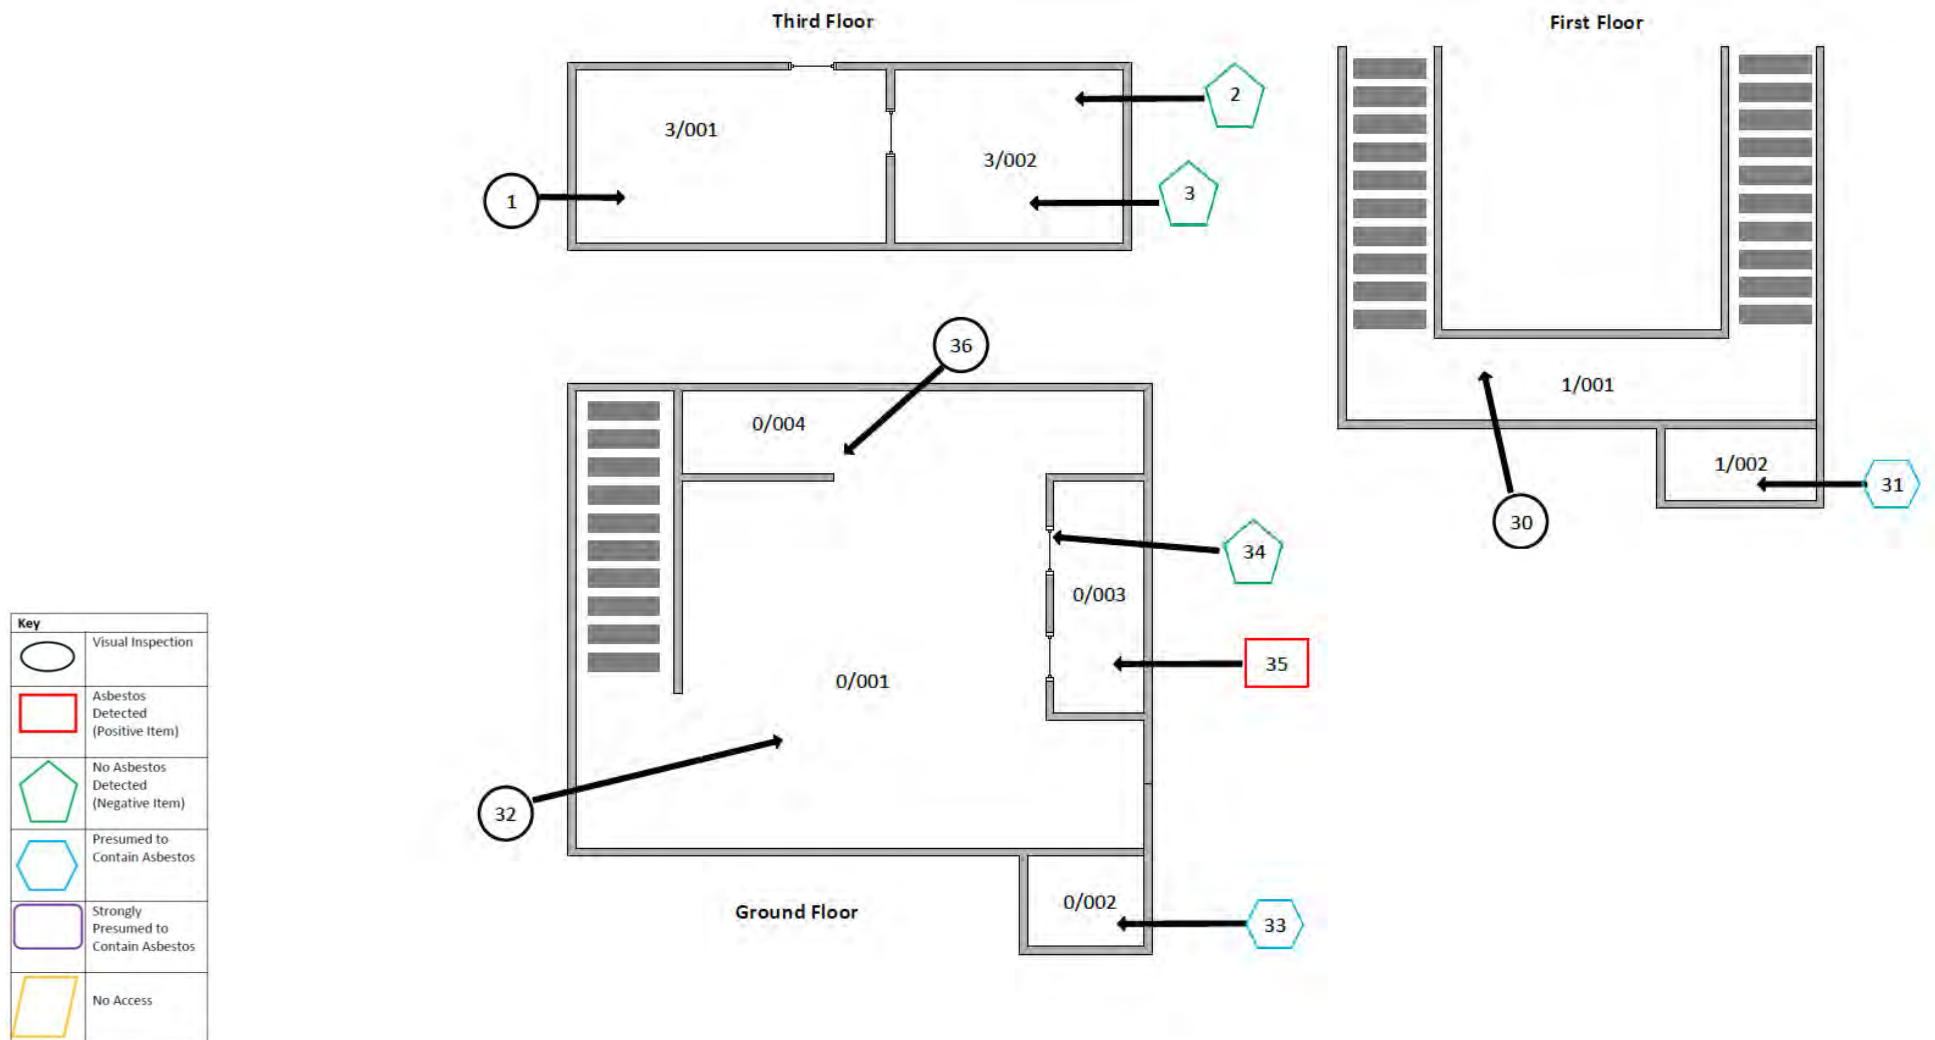 Third Floor
First Floor
2
3/001
3/002
3
1
36
1/001
0/004
1/002
31
30
34
0/003
35
0/001
32
0/002
33
Ground Floor
Key
Visual Inspection
Asbestos
Detected
(Positive Item)
No Asbestos
Detected
(Negative Item)
Presumed to
Contain Asbestos
Strongly
Presumed to
Contain Asbestos
No Access